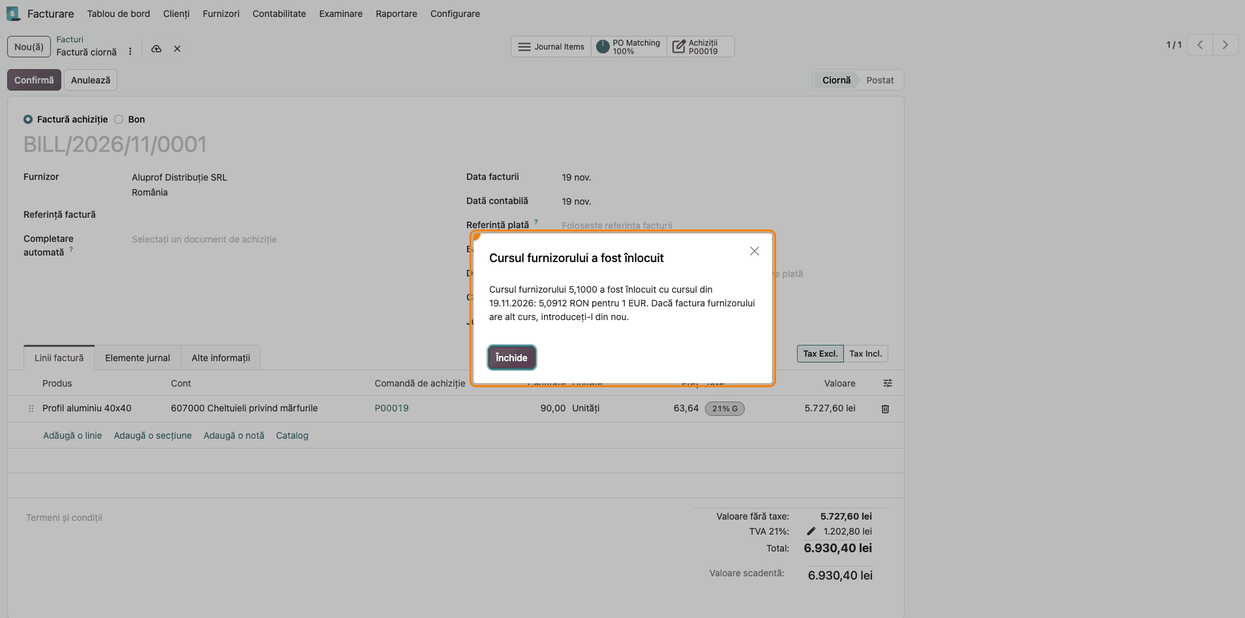 Facturare Tablou de bord Clienți Furnizori Contabilitate Examinare Raportare Configurare
Nou(ă)
Facturi
Factură ciornă
Journal Items
PO Matching
100%
Achiziții
P00019
1 / 1
Confirmă Anulează
Ciornă Postat
Factură achiziție Bon
BILL/2026/11/0001
Furnizor
Aluprof Distribuție SRL
România
Referință factură
Completare automată ?
Selectați un document de achiziție
Data facturii 19 nov.
Dată contabilă 19 nov.
Referință plată ? Folosește referința facturii
plată
Cursul furnizorului a fost înlocuit
Cursul furnizorului 5,1000 a fost înlocuit cu cursul din
19.11.2026: 5,0912 RON pentru 1 EUR. Dacă factura furnizorului
are alt curs, introduceți-l din nou.
Închide
Linii factură Elemente jurnal Alte informații
Tax Excl. Tax Incl.
Produs Cont Comandă de achiziție Cantitate Unitate Preț Taxe Valoare
Profil aluminiu 40x40 607000 Cheltuieli privind mărfurile P00019 90,00 Unități 63,64 21% G 5.727,60 lei
Adăugă o linie Adaugă o secțiune Adaugă o notă Catalog
Termeni și condiții
Valoare fără taxe: 5.727,60 lei
TVA 21%: 1.202,80 lei
Total: 6.930,40 lei
Valoare scadentă: 6.930,40 lei